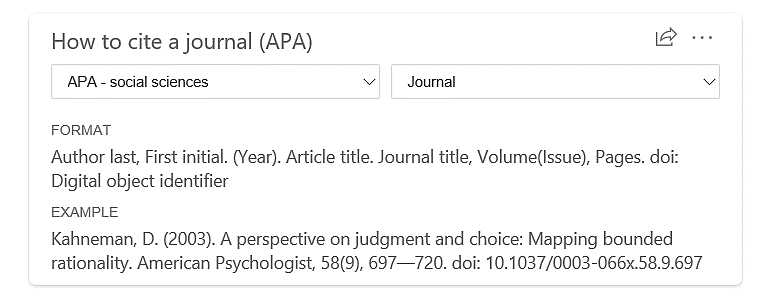 How to cite a journal (APA)
APA - social sciences
Journal
FORMAT
Author last, First initial. (Year). Article title. Journal title, Volume(Issue), Pages. doi:
Digital object identifier
EXAMPLE
Kahneman, D. (2003). A perspective on judgment and choice: Mapping bounded
rationality. American Psychologist, 58(9), 697—720. doi: 10.1037/0003-066x.58.9.697